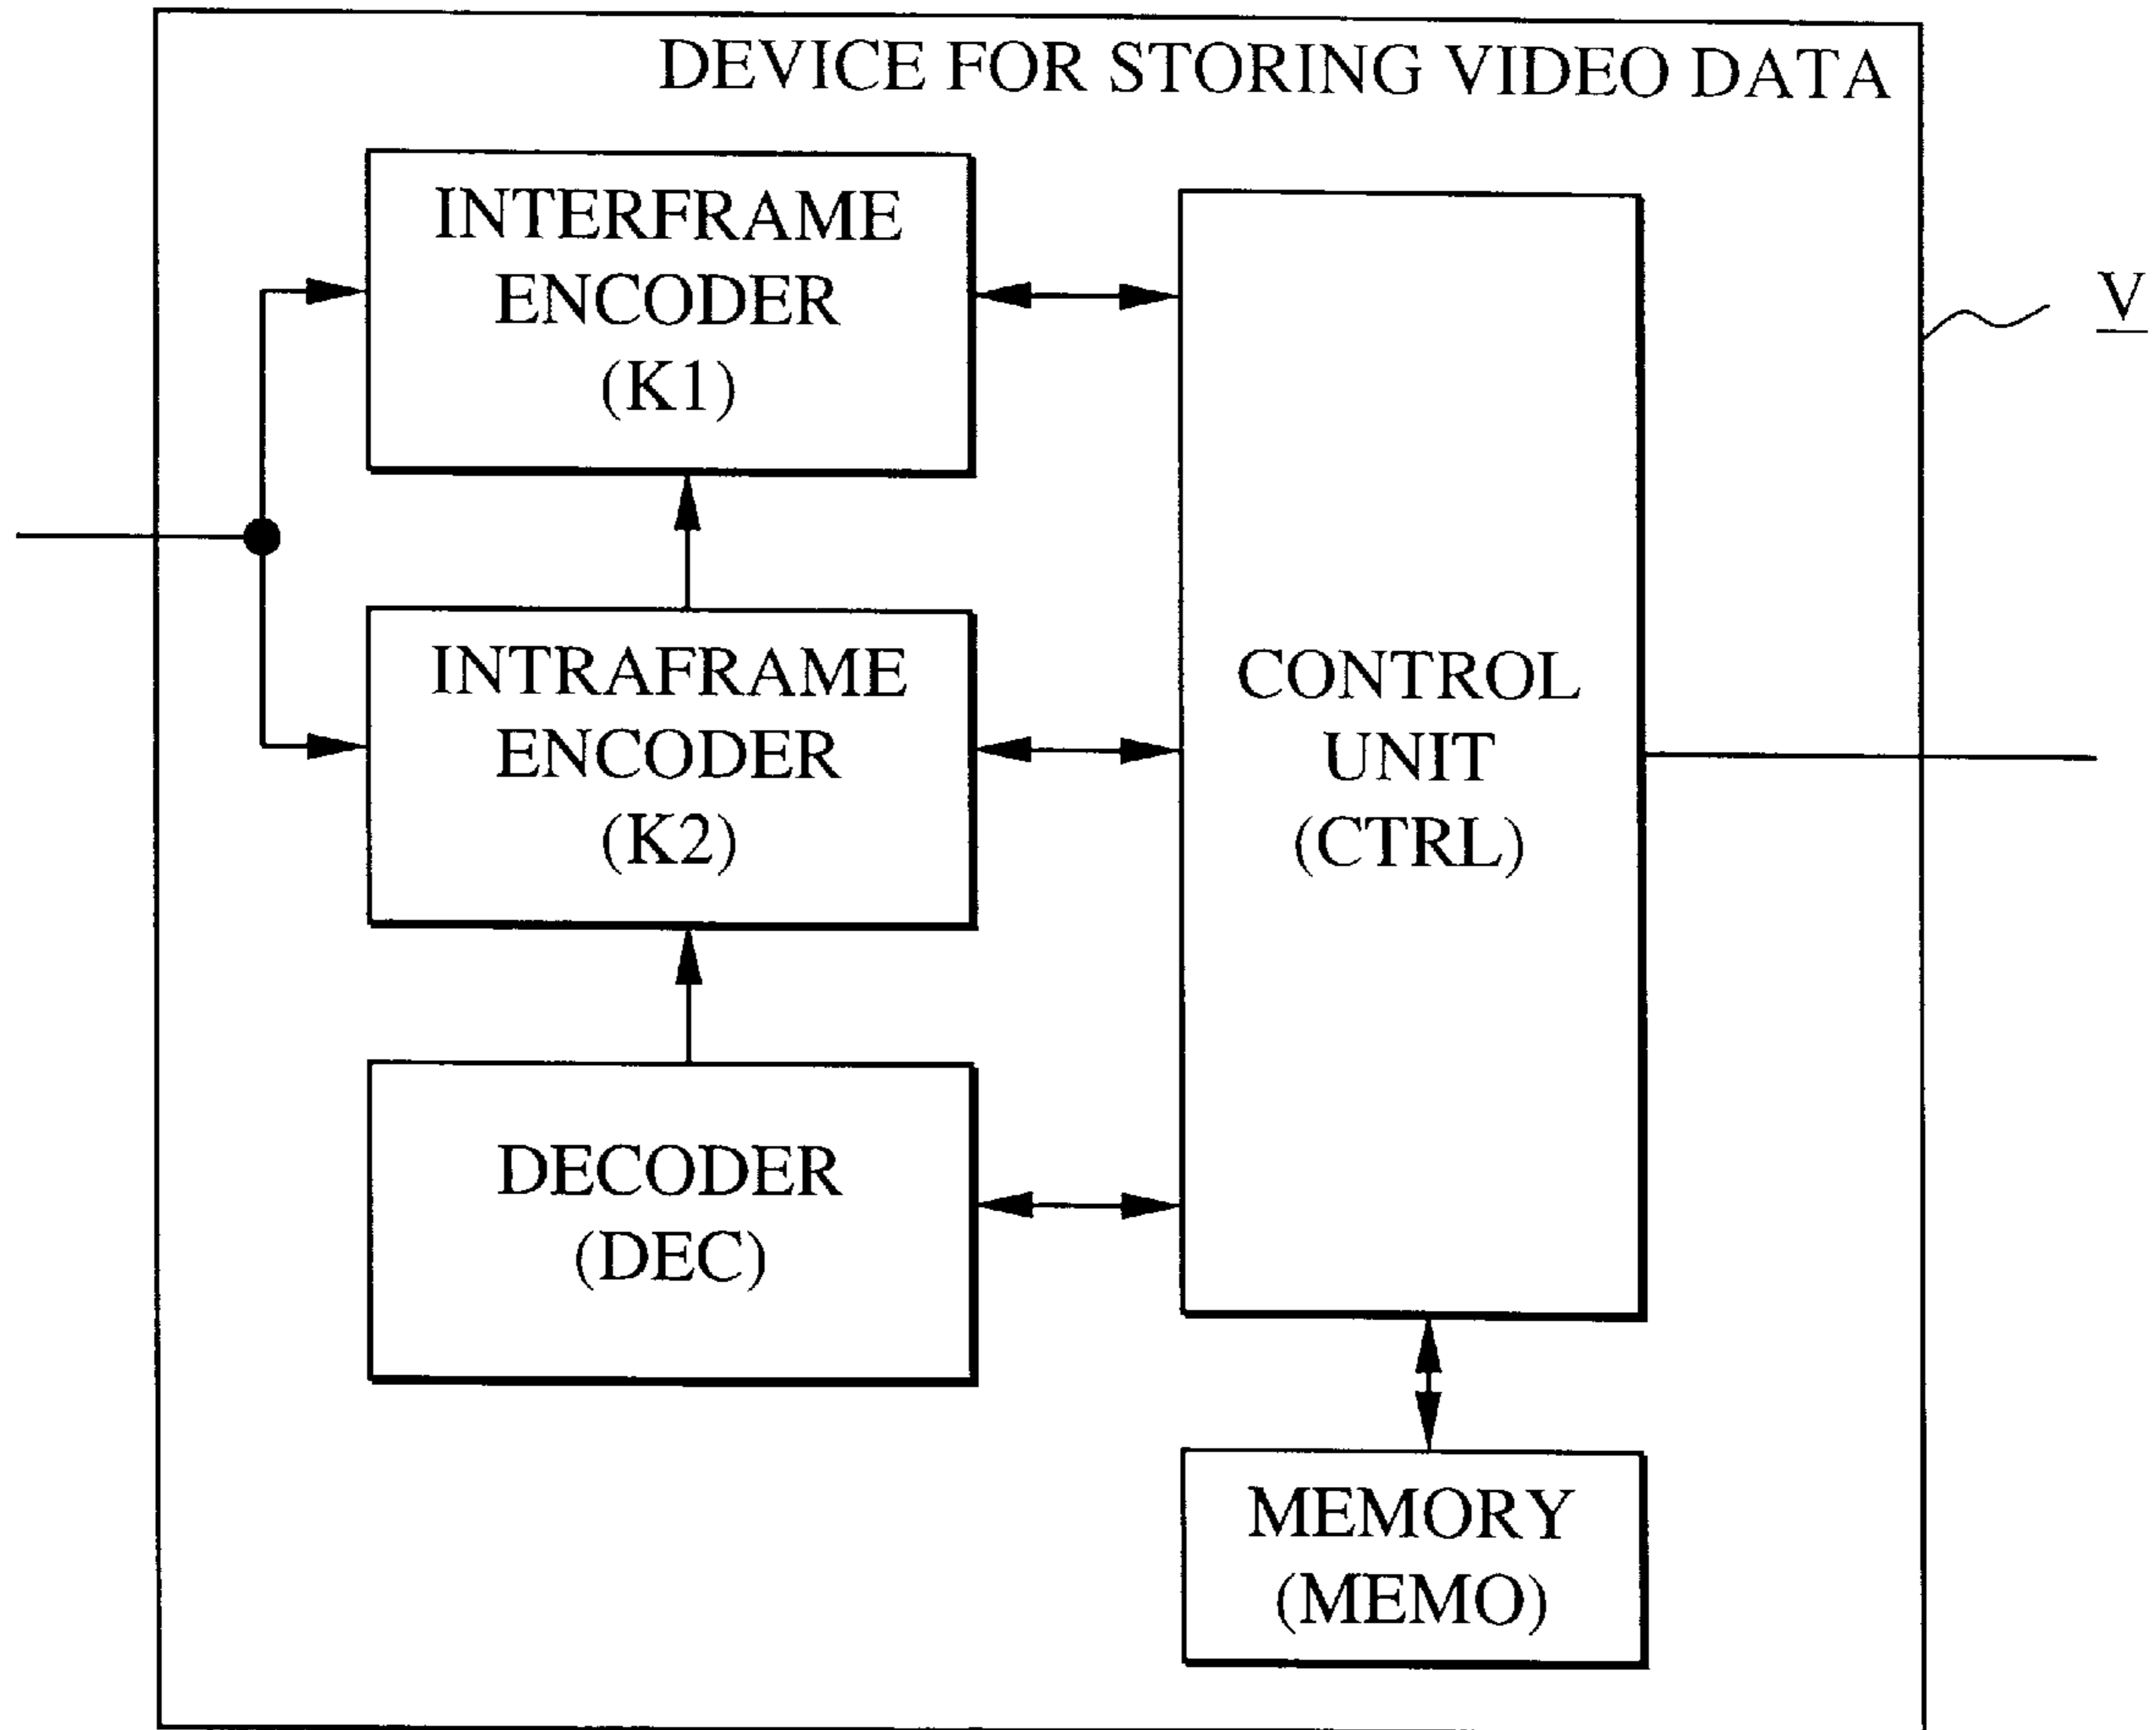 DEVICE FOR STORING VIDEO DATA
INTERFRAME
ENCODER
(K1)
V
INTRAFRAME
ENCODER
(K2)
CONTROL
UNIT
(CTRL)
DECODER
(DEC)
MEMORY
(MEMO)